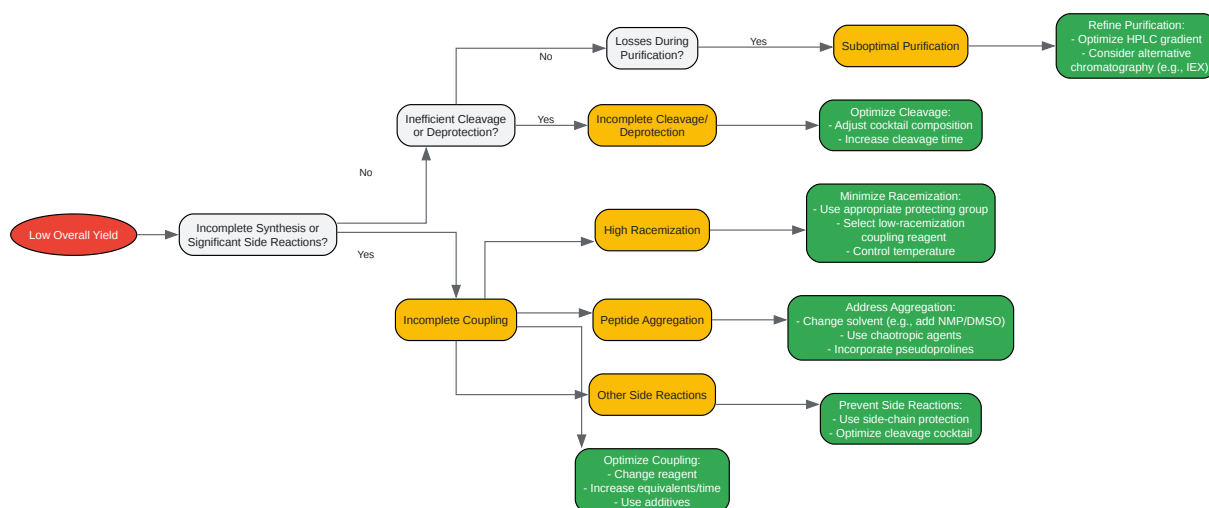 Refine Purification:
- Optimize HPLC gradient
- Consider alternative
chromatography (e.g., IEX)
Losses During
Purification?
Yes
Suboptimal Purification
No
Inefficient Cleavage
or Deprotection?
Yes
Incomplete Cleavage/
Deprotection
Optimize Cleavage:
- Adjust cocktail composition
- Increase cleavage time
No
Low Overall Yield
Incomplete Synthesis or
Significant Side Reactions?
Yes
High Racemization
Minimize Racemization:
- Use appropriate protecting group
- Select low-racemization
coupling reagent
- Control temperature
Incomplete Coupling
Peptide Aggregation
Address Aggregation:
- Change solvent (e.g., add NMP/DMSO)
- Use chaotropic agents
- Incorporate pseudoprolines
Other Side Reactions
Prevent Side Reactions:
- Use side-chain protection
- Optimize cleavage cocktail
Optimize Coupling:
- Change reagent
- Increase equivalents/time
- Use additives